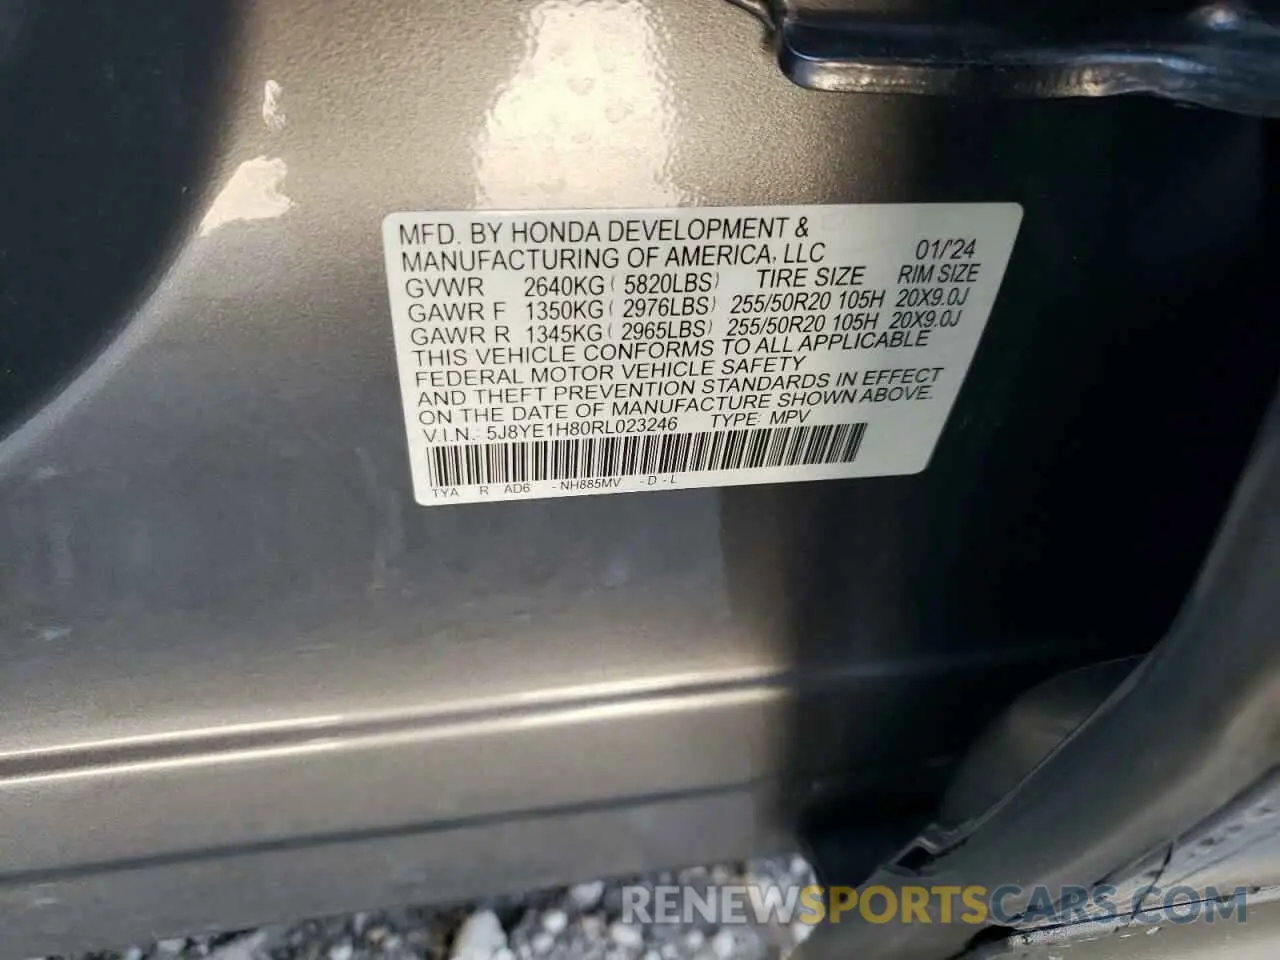 MFD. BY HONDA DEVELOPMENT &
MANUFACTURING OF AMERICA, LLC 01/'24
GVWR 2640KG ( 5820LBS) TIRE SIZE RIM SIZE
GAWR F 1350KG ( 2976LBS) 255/50R20 105H 20X9.0J
GAWR R 1345KG ( 2965LBS) 255/50R20 105H 20X9.0J
THIS VEHICLE CONFORMS TO ALL APPLICABLE
FEDERAL MOTOR VEHICLE SAFETY
AND THEFT PREVENTION STANDARDS IN EFFECT
ON THE DATE OF MANUFACTURE SHOWN ABOVE.
V.I.N.: 5J8YE1H80RL023246 TYPE: MPV
TYA R AD6 -NH885MV -D-L
RENEWSPORTSCARS.COM